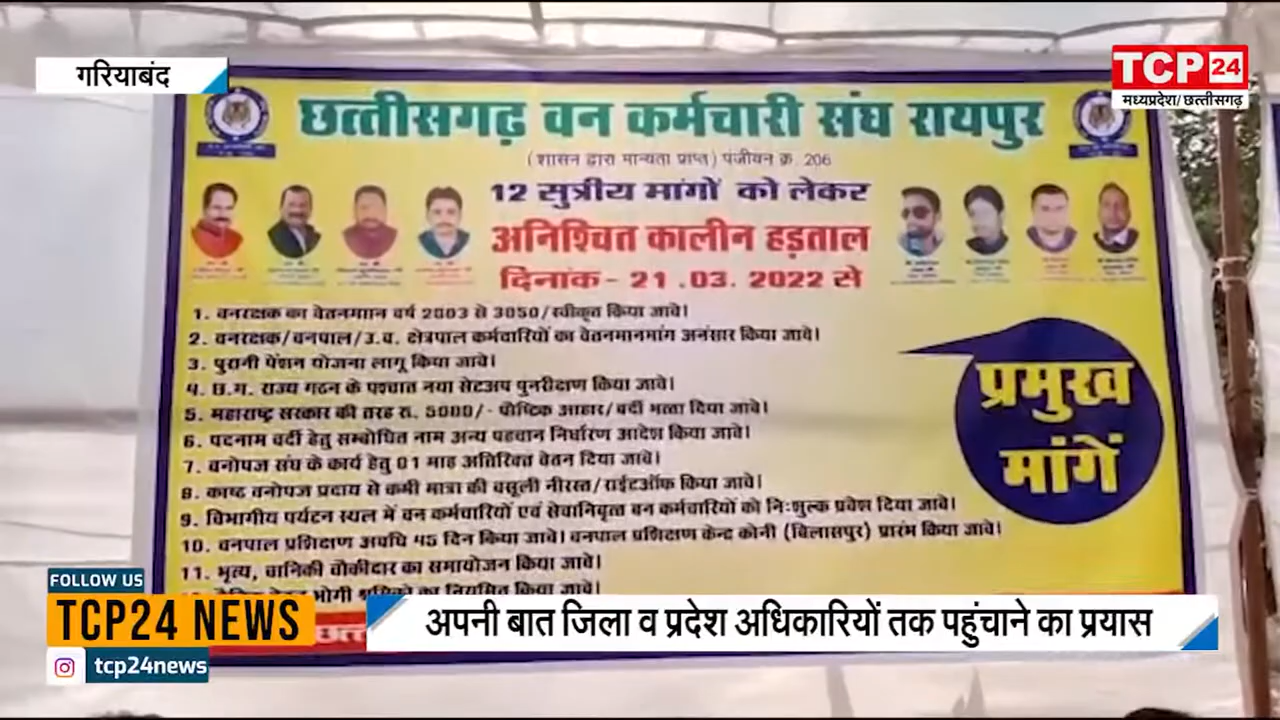 गरियाबंद
TCP 24
मध्यप्रदेश/ छत्तीसगढ़
छत्तीसगढ़ वन कर्मचारी संघ रायपुर
(शासन द्वारा मान्यता प्राप्त) पंजीयन क्र. 206
12 सुत्रीय मांगों को लेकर
अनिश्चित कालीन हड़ताल
दिनांक - 21 .03. 2022 से
1. वनरक्षक का वेतनमान वर्ष 2003 से 3050/स्वीकृत किया जावे।
2. वनरक्षक/वनपाल/उ.व. क्षेत्रपाल कर्मचारियों का वेतनमानमांग अनंसार किया जावे।
3. पुरानी पेंशन योजना लागू किया जावे।
4. छ.ग. राज्य गठन के पश्चात नया सेटअप पुनरीक्षण किया जावे।
5. महाराष्ट्र सरकार की तरह रु. 5000/- पौष्टिक आहार/वर्दी भत्ता दिया जावे।
6. पदनाम वर्दी हेतु सम्बोधित नाम अन्य पहचान निर्धारण आदेश किया जावे।
7. वनोपज संघ के कार्य हेतु 01 माह अतिरिक्त वेतन दिया जावे।
8. काष्ठ वनोपज प्रदाय से कमी मात्रा की वसूली नीरस्त/राईटऑफ किया जावे।
9. विभागीय पर्यटन स्थल में वन कर्मचारियों एवं सेवानिवृत्त वन कर्मचारियों को निःशुल्क प्रवेश दिया जावे।
10. वनपाल प्रशिक्षण अवधि 45 दिन किया जावे। वनपाल प्रशिक्षण केन्द्र कोनी (बिलासपुर) प्रारंभ किया जावे।
11. भृत्य, वानिकी चौकीदार का समायोजन किया जावे।
भोगी श्रमिको का नियमित किया जावे।
प्रमुख
मांगें
छत्त
FOLLOW US
TCP24 NEWS
tcp24news
अपनी बात जिला व प्रदेश अधिकारियों तक पहुंचाने का प्रयास